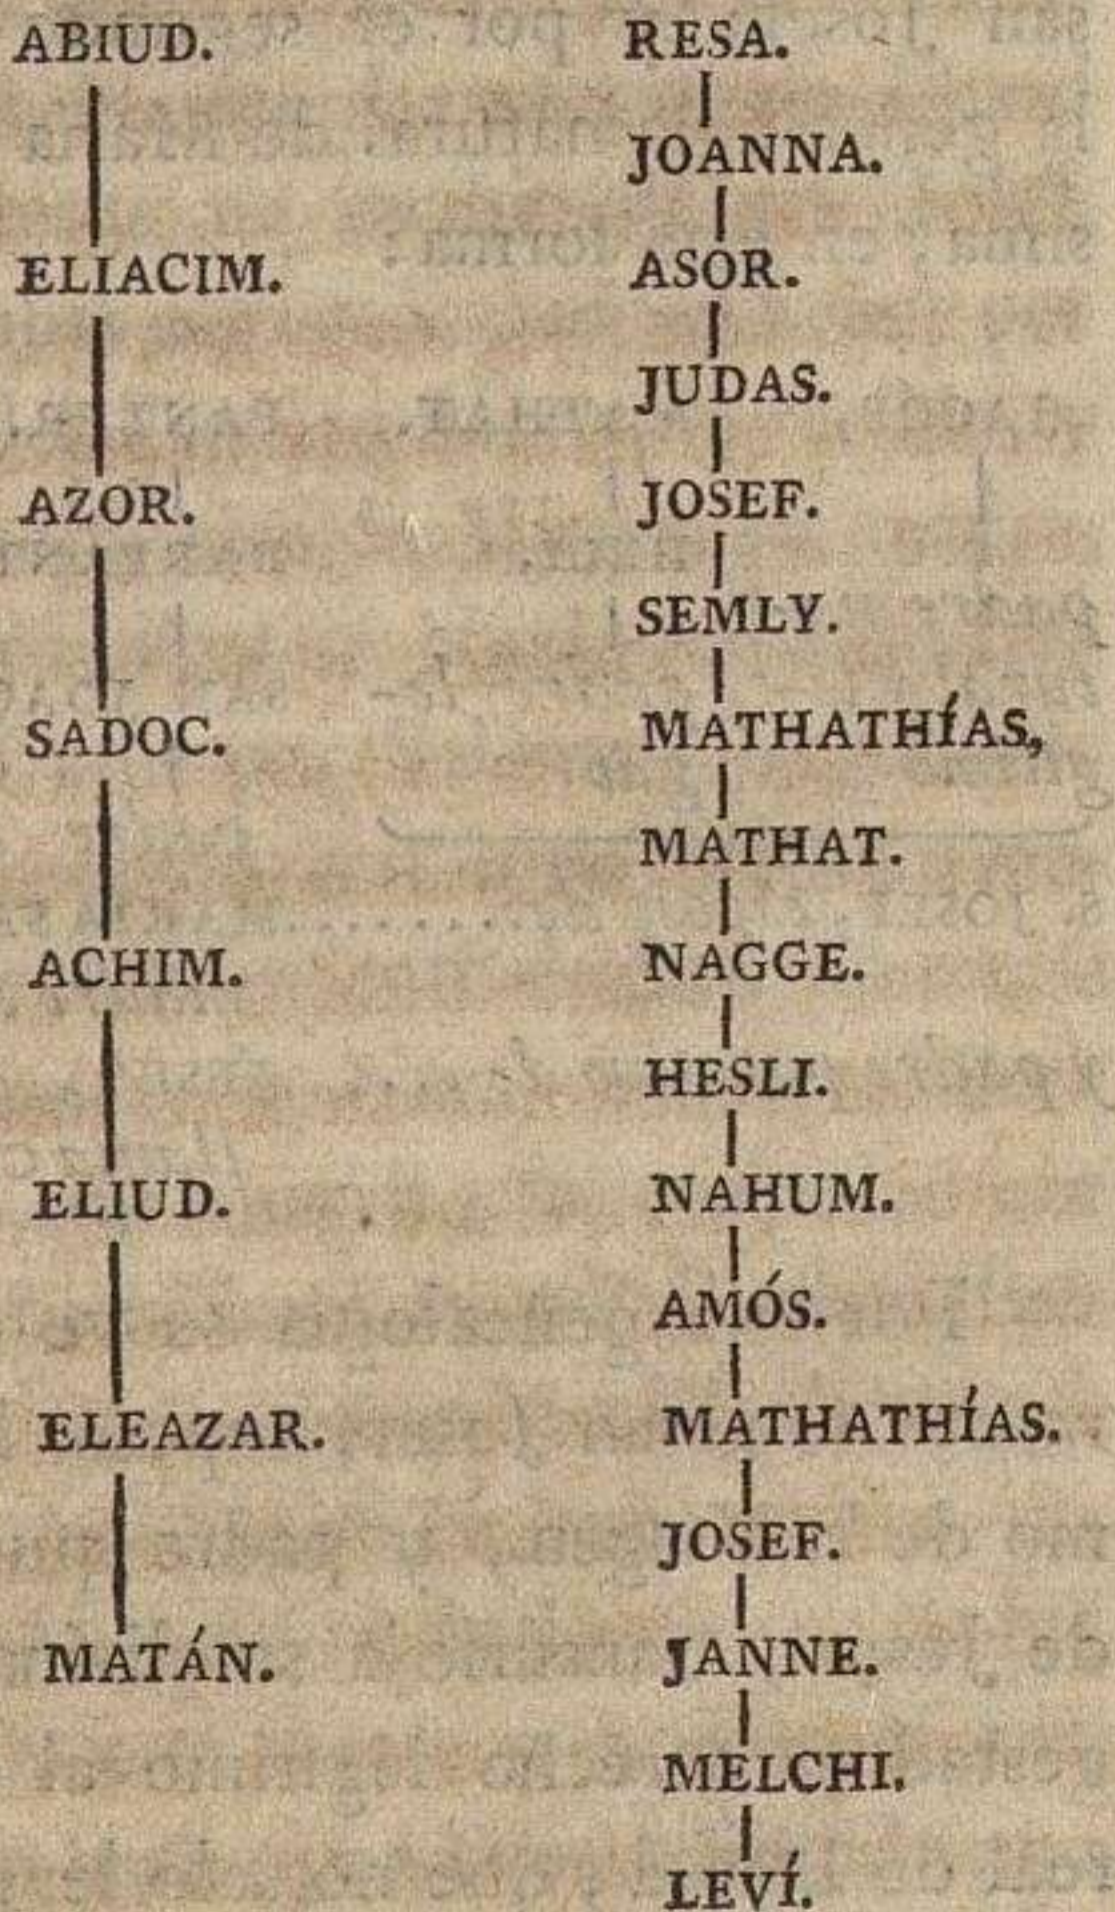 ABIUD.
ELIACIM.
AZOR.
SADOC.
ACHIM.
ELIUD.
ELEAZAR.
MATÁN.
RESA.
JOANNA.
ASOR.
JUDAS.
JOSEF.
SEMLY.
MATHATHÍAS,
MATHAT.
NAGGE.
HESLI.
NAHUM.
AMÓS.
MATHATHÍAS.
JOSEF.
JANNE.
MELCHI.
LEVÍ.